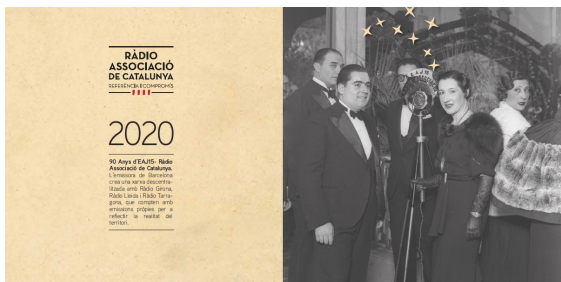 RÀDIO
ASSOCIACIÓ
DE CATALUNYA
REFERÈNCIA I COMPROMÍS
2020
90 Anys d'EAJ15- Ràdio
Associació de Catalunya.
L'emissora de Barcelona
crea una xarxa descentra-
litzada amb Ràdio Girona,
Ràdio Lleida i Ràdio Tarra-
gona, que compten amb
emissions pròpies per a
reflectir la realitat del
territori.
EAJ 15